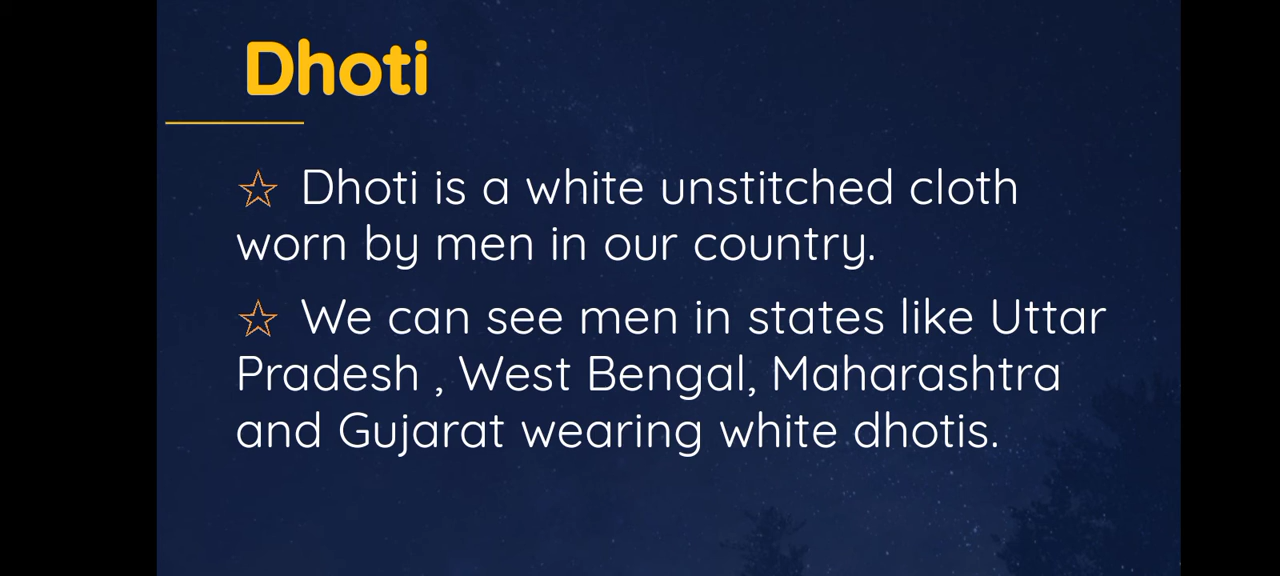 Dhoti
☆ Dhoti is a white unstitched cloth
worn by men in our country.
☆ We can see men in states like Uttar
Pradesh , West Bengal, Maharashtra
and Gujarat wearing white dhotis.